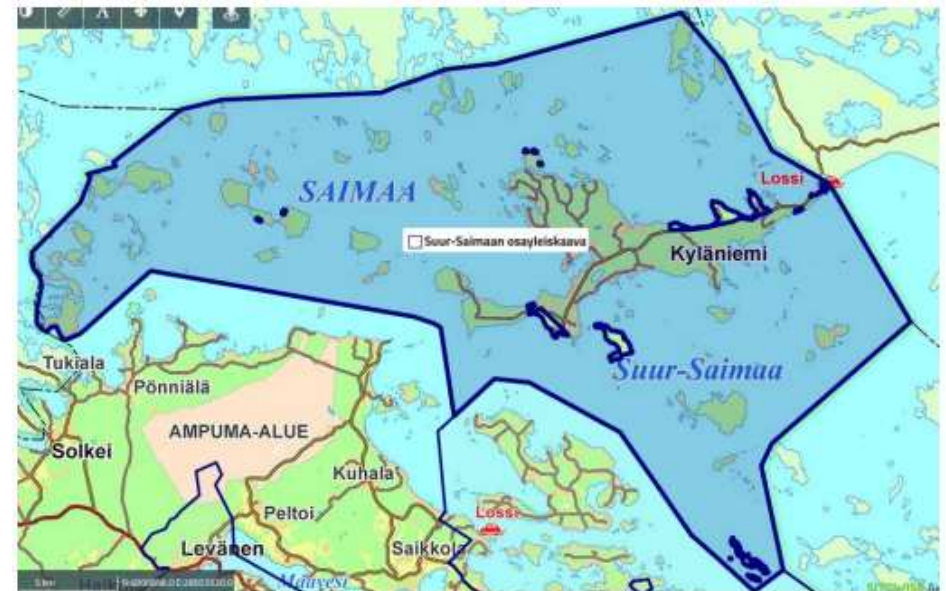 Lossi
SAIMAA
Suur-Saimaan osayleiskaava
Kyläniemi
Suur-Saimaa
Tukiala
Pönniälä
AMPUMA-ALUE
Solkei
Kuhala
Peltoi
Lossi
Levänen
Saikkola